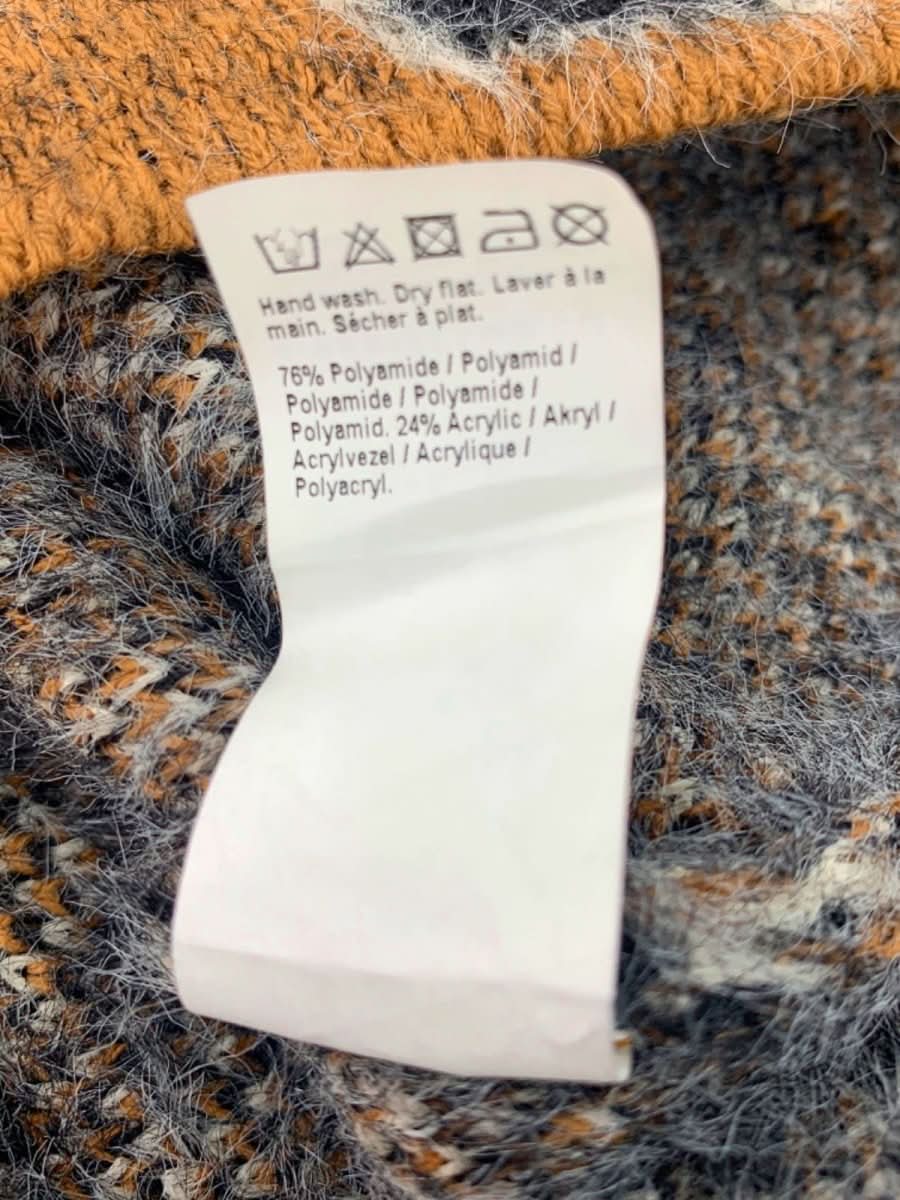 Hand wash. Dry flat. Laver à la
main. Sècher à plat.
76% Polyamide / Polyamid /
Polyamide / Polyamide /
Polyamid. 24% Acrylic / Akryl /
Acrylvezel / Acrylique /
Polyacryl.